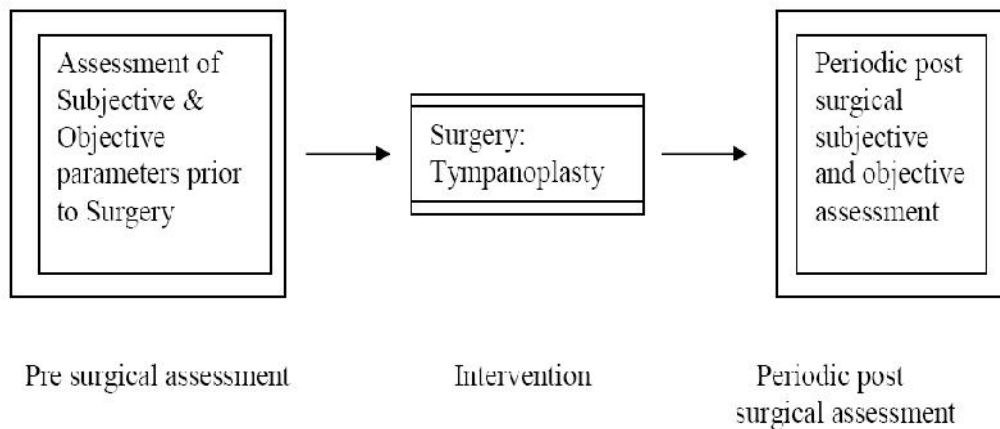 Assessment of
Subjective &
Objective
parameters prior
to Surgery
Surgery:
Tympanoplasty
Periodic post
surgical
subjective
and objective
assessment
Pre surgical assessment
Intervention
Periodic post
surgical assessment